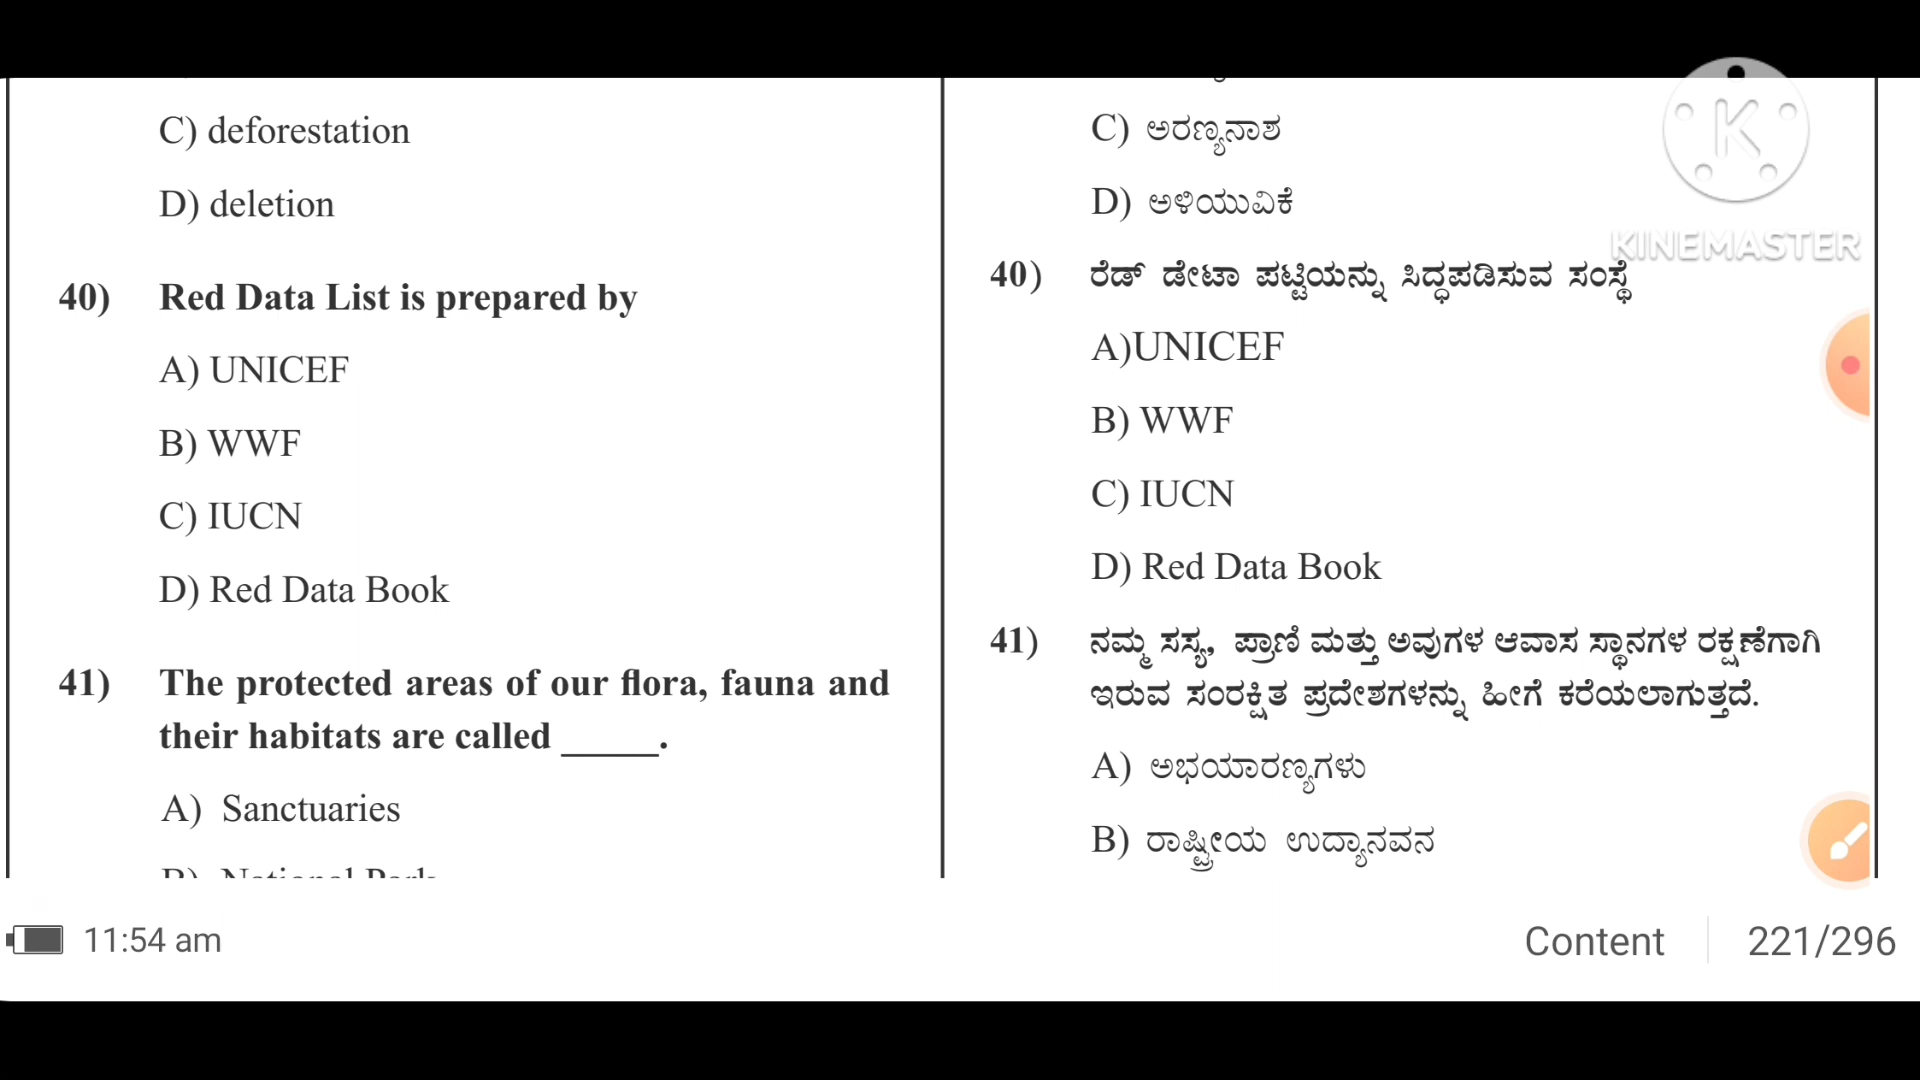 C) deforestation
D) deletion
40) Red Data List is prepared by
A) UNICEF
B) WWF
C) IUCN
D) Red Data Book
41) The protected areas of our flora, fauna and
their habitats are called _____.
A) Sanctuaries
B) National Park
C) ಅರಣ್ಯನಾಶ
D) ಅಳಿಯುವಿಕೆ
40) ರೆಡ್ ಡೇಟಾ ಪಟ್ಟಿಯನ್ನು ಸಿದ್ಧಪಡಿಸುವ ಸಂಸ್ಥೆ
A)UNICEF
B) WWF
C) IUCN
D) Red Data Book
41) ನಮ್ಮ ಸಸ್ಯ, ಪ್ರಾಣಿ ಮತ್ತು ಅವುಗಳ ಆವಾಸ ಸ್ಥಾನಗಳ ರಕ್ಷಣೆಗಾಗಿ
ಇರುವ ಸಂರಕ್ಷಿತ ಪ್ರದೇಶಗಳನ್ನು ಹೀಗೆ ಕರೆಯಲಾಗುತ್ತದೆ.
A) ಅಭಯಾರಣ್ಯಗಳು
B) ರಾಷ್ಟ್ರೀಯ ಉದ್ಯಾನವನ
K
KINEMASTER
11:54 am
Content 221/296